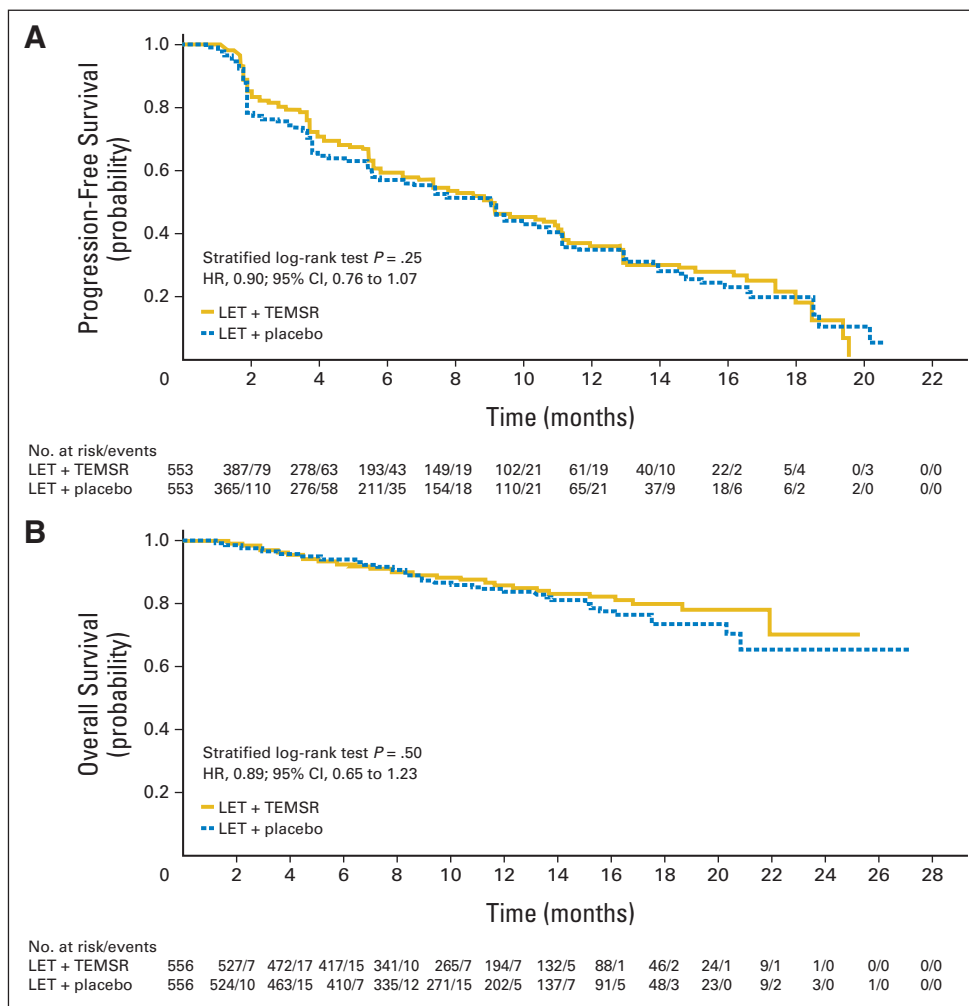 A
Progression-Free Survival
(probability)
1.0
0.8
0.6
0.4
0.2
Stratified log-rank test P = .25
HR, 0.90; 95% CI, 0.76 to 1.07
LET + TEMSR
LET + placebo
0 2 4 6 8 10 12 14 16 18 20 22
Time (months)
No. at risk/events
LET + TEMSR 553 387/79 278/63 193/43 149/19 102/21 61/19 40/10 22/2 5/4 0/3 0/0
LET + placebo 553 365/110 276/58 211/35 154/18 110/21 65/21 37/9 18/6 6/2 2/0 0/0
B
Overall Survival
(probability)
1.0
0.8
0.6
0.4
0.2
Stratified log-rank test P = .50
HR, 0.89; 95% CI, 0.65 to 1.23
LET + TEMSR
LET + placebo
0 2 4 6 8 10 12 14 16 18 20 22 24 26 28
Time (months)
No. at risk/events
LET + TEMSR 556 527/7 472/17 417/15 341/10 265/7 194/7 132/5 88/1 46/2 24/1 9/1 1/0 0/0 0/0
LET + placebo 556 524/10 463/15 410/7 335/12 271/15 202/5 137/7 91/5 48/3 23/0 9/2 3/0 1/0 0/0